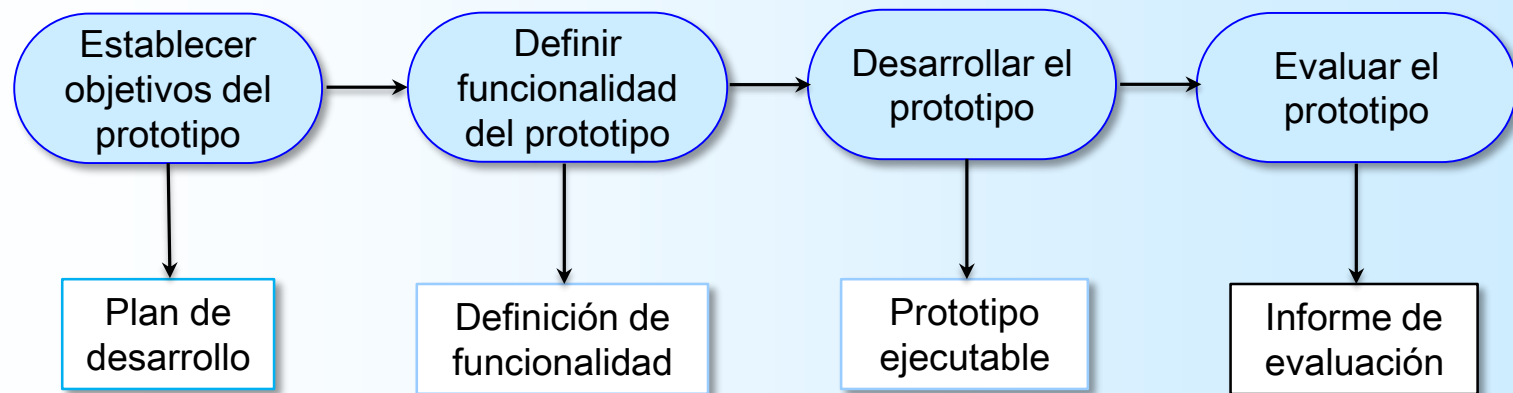 Establecer
objetivos del
prototipo
Definir
funcionalidad
del prototipo
Desarrollar el
prototipo
Evaluar el
prototipo
Plan de
desarrollo
Definición de
funcionalidad
Prototipo
ejecutable
Informe de
evaluación